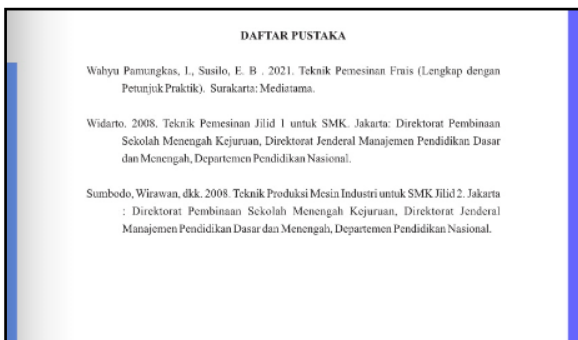 DAFTAR PUSTAKA
Wahyu Pamungkas, I., Susilo, E. B . 2021. Teknik Pemesinan Frais (Lengkap dengan
Petunjuk Praktik). Surakarta: Mediatama.
Widarto. 2008. Teknik Pemesinan Jilid 1 untuk SMK. Jakarta: Direktorat Pembinaan
Sekolah Menengah Kejuruan, Direktorat Jenderal Manajemen Pendidikan Dasar
dan Menengah, Departemen Pendidikan Nasional.
Sumbodo, Wirawan, dkk. 2008. Teknik Produksi Mesin Industri untuk SMK Jilid 2. Jakarta
: Direktorat Pembinaan Sekolah Menengah Kejuruan, Direktorat Jenderal
Manajemen Pendidikan Dasar dan Menengah, Departemen Pendidikan Nasional.